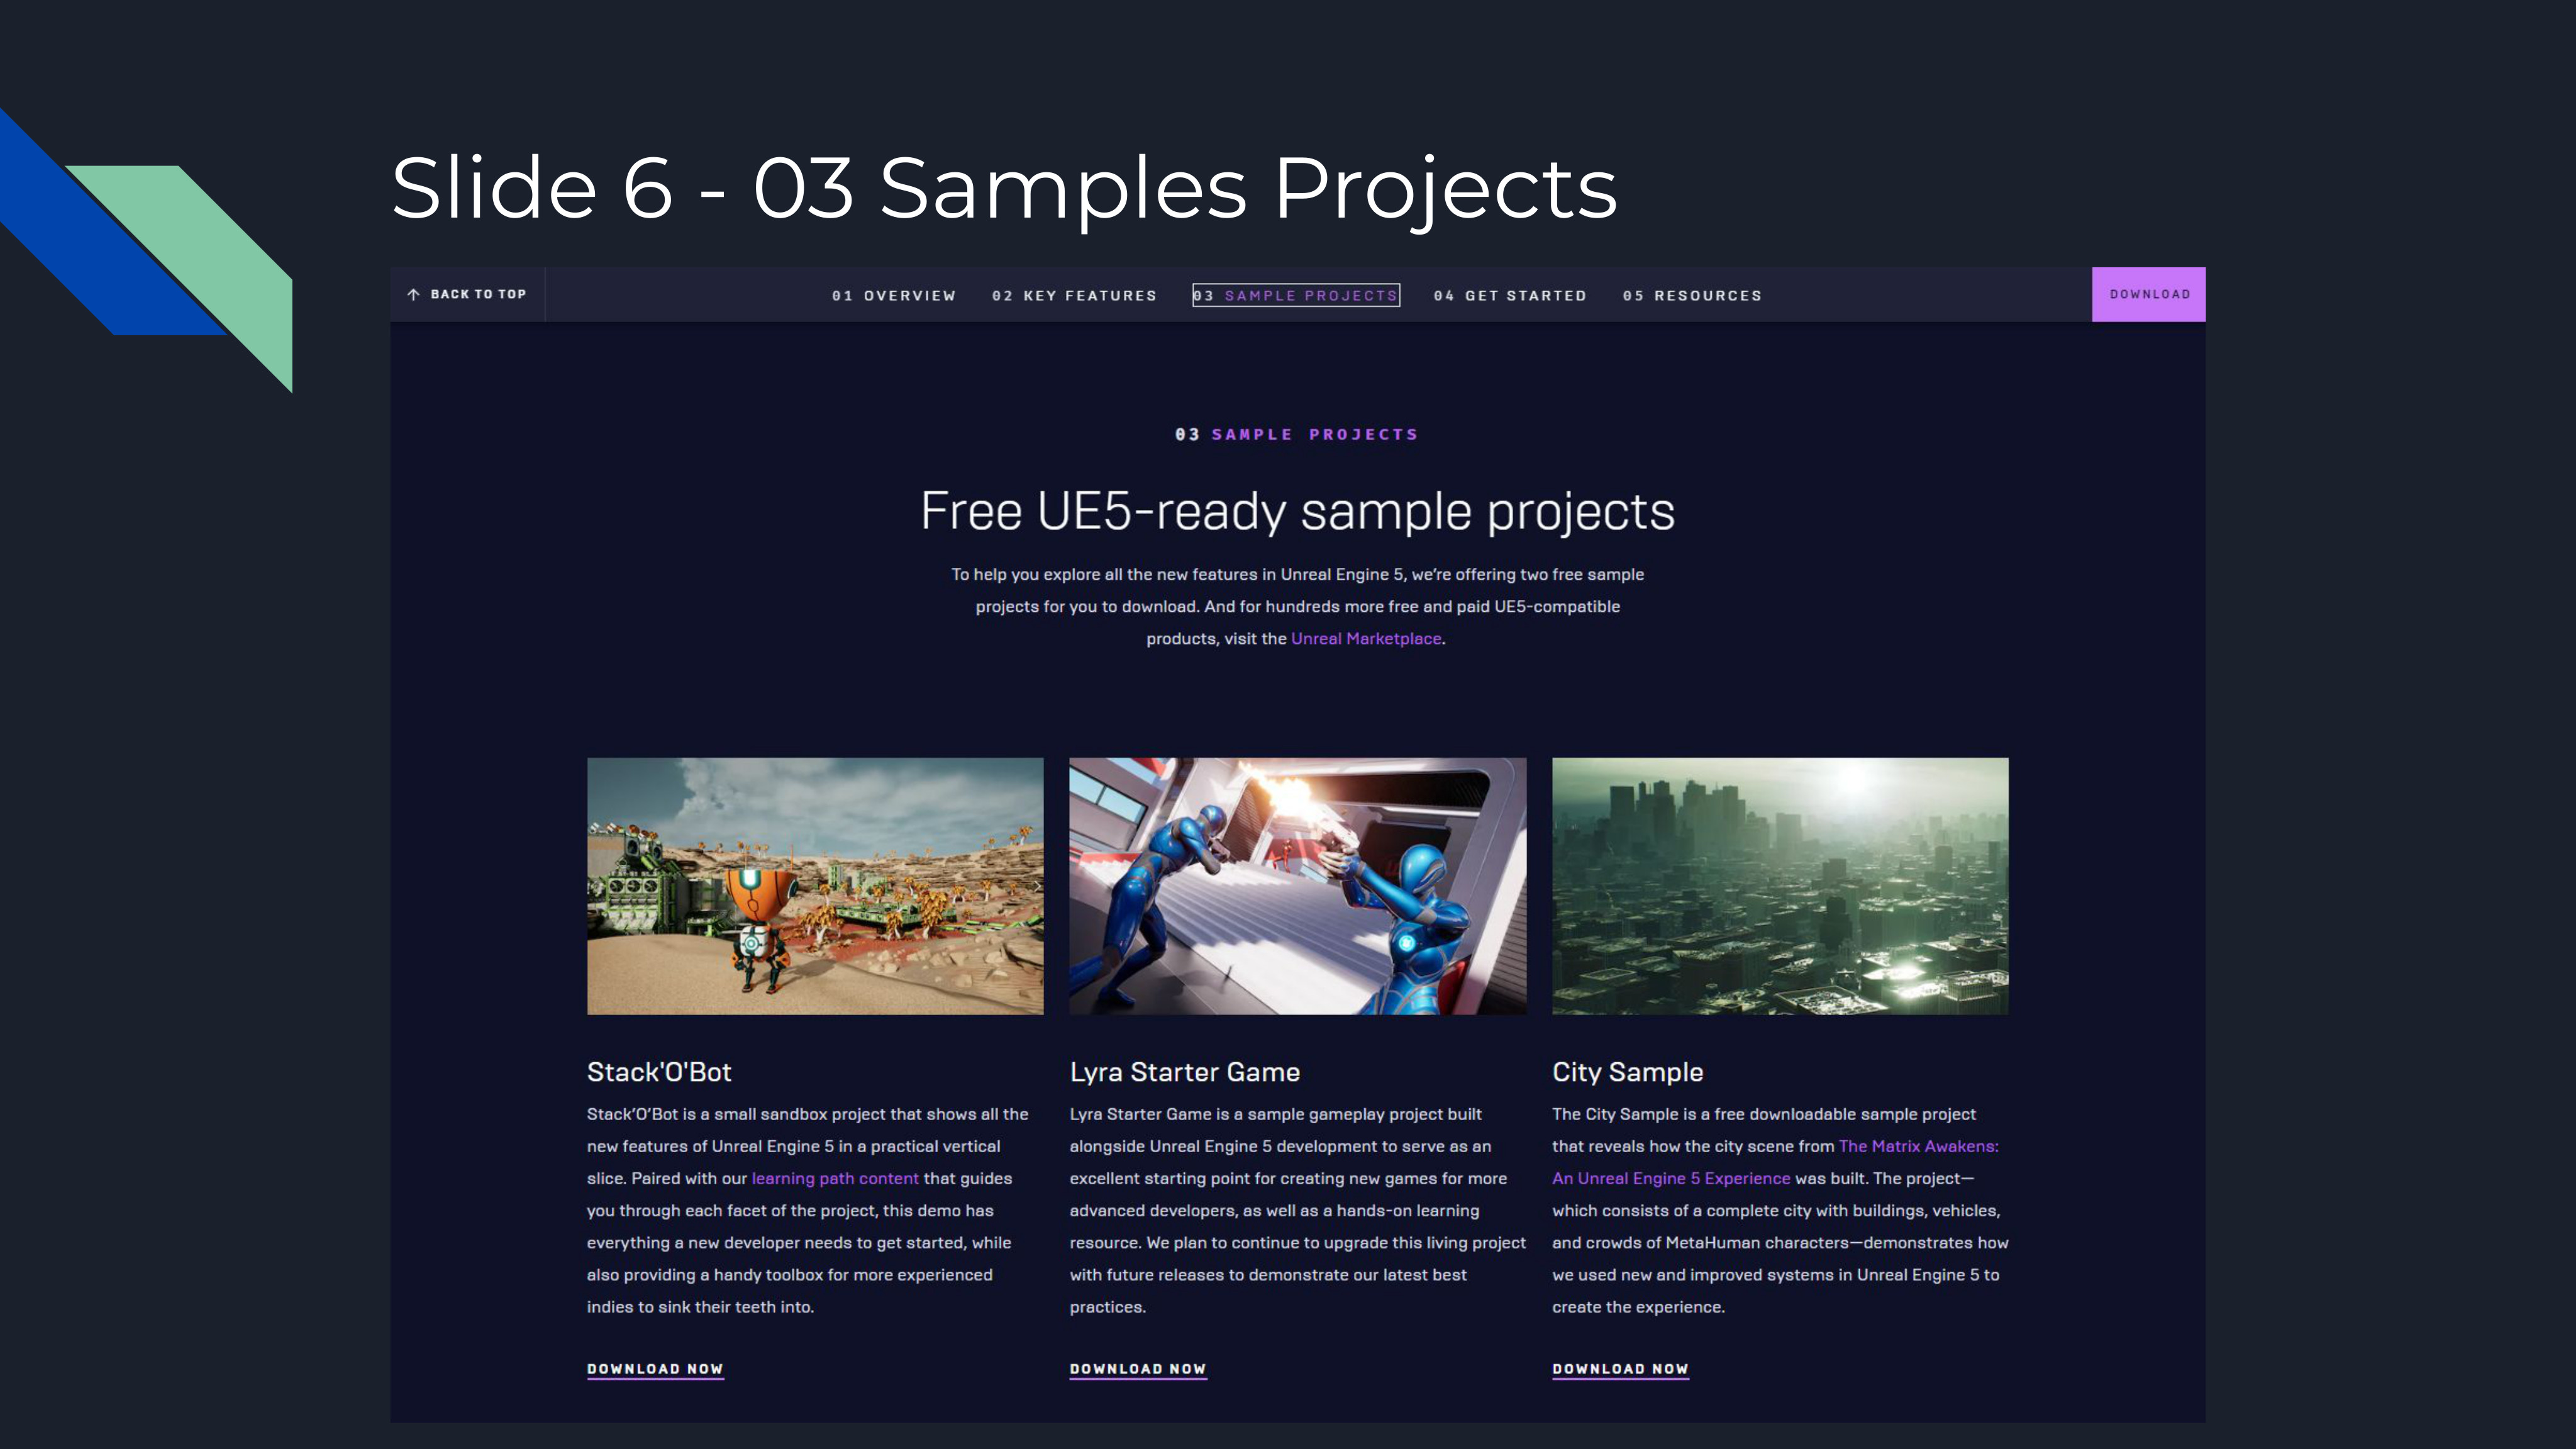 Slide 6 - 03 Samples Projects
↑ BACK TO TOP
01 OVERVIEW
02 KEY FEATURES
03 SAMPLE PROJECTS
04 GET STARTED
05 RESOURCES
DOWNLOAD
03 SAMPLE PROJECTS
Free UE5-ready sample projects
To help you explore all the new features in Unreal Engine 5, we're offering two free sample
projects for you to download. And for hundreds more free and paid UE5-compatible
products, visit the Unreal Marketplace.
Stack'O'Bot
Stack'O'Bot is a small sandbox project that shows all the
new features of Unreal Engine 5 in a practical vertical
slice. Paired with our learning path content that guides
you through each facet of the project, this demo has
everything a new developer needs to get started, while
also providing a handy toolbox for more experienced
indies to sink their teeth into.
DOWNLOAD NOW
Lyra Starter Game
Lyra Starter Game is a sample gameplay project built
alongside Unreal Engine 5 development to serve as an
excellent starting point for creating new games for more
advanced developers, as well as a hands-on learning
resource. We plan to continue to upgrade this living project
with future releases to demonstrate our latest best
practices.
DOWNLOAD NOW
City Sample
The City Sample is a free downloadable sample project
that reveals how the city scene from The Matrix Awakens:
An Unreal Engine 5 Experience was built. The project—
which consists of a complete city with buildings, vehicles,
and crowds of MetaHuman characters—demonstrates how
we used new and improved systems in Unreal Engine 5 to
create the experience.
DOWNLOAD NOW